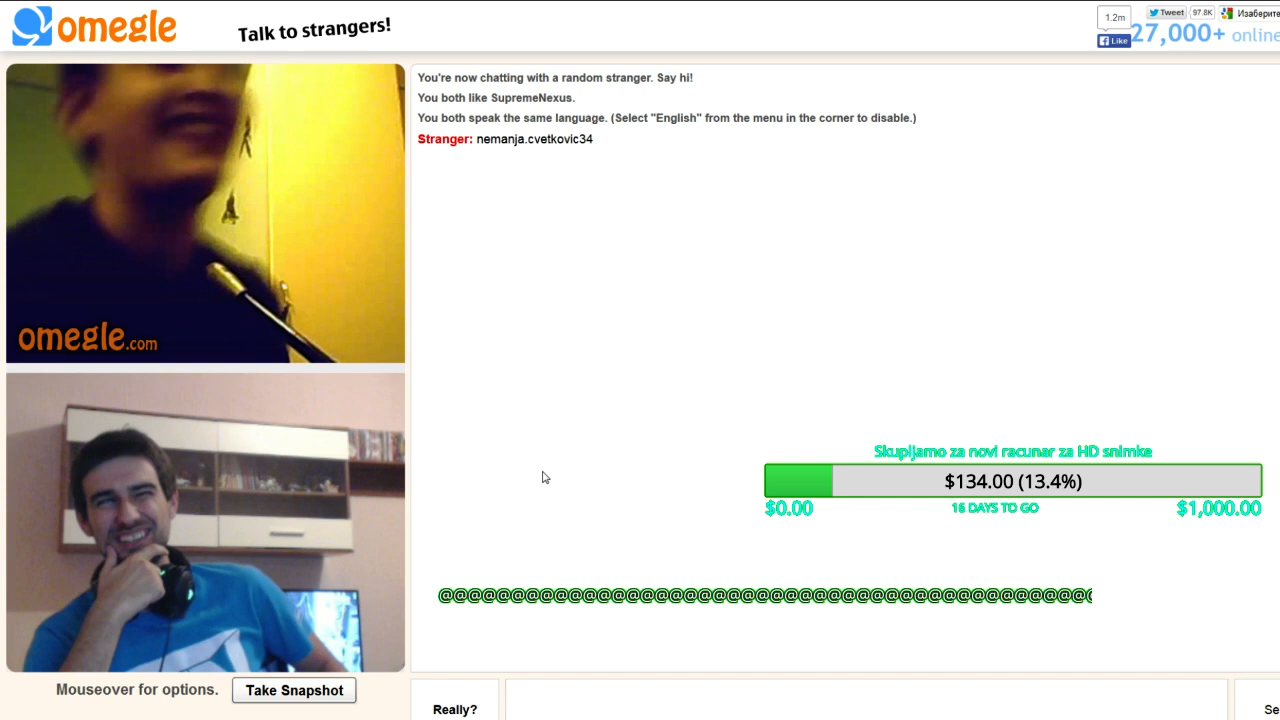 omegle
Talk to strangers!
1.2m
Like
Tweet
97.8K
Изаберите
27,000+ online
You're now chatting with a random stranger. Say hi!
You both like SupremeNexus.
You both speak the same language. (Select "English" from the menu in the corner to disable.)
Stranger: nemanja.cvetkovic34
omegle.com
Skupljamo za novi racunar za HD snimke
$134.00 (13.4%)
$0.00
16 DAYS TO GO
$1,000.00
@@@@@@@@@@@@@@@@@@@@@@@@@@@@@@@@@@@@@@@@@@@@@@
Mouseover for options.
Take Snapshot
Really?
Se